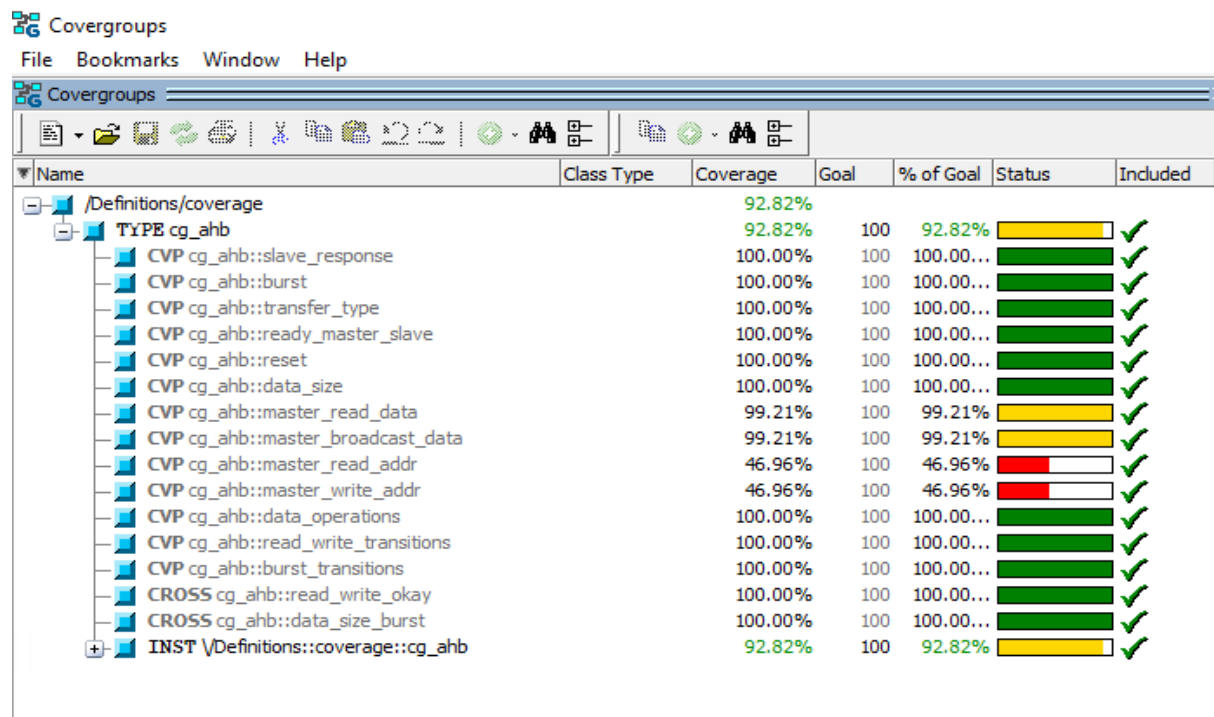 Covergroups
File Bookmarks Window Help
Covergroups
Name Class Type Coverage Goal % of Goal Status Included
/Definitions/coverage 92.82%
TYPE cg_ahb 92.82% 100 92.82%
CVP cg_ahb::slave_response 100.00% 100 100.00...
CVP cg_ahb::burst 100.00% 100 100.00...
CVP cg_ahb::transfer_type 100.00% 100 100.00...
CVP cg_ahb::ready_master_slave 100.00% 100 100.00...
CVP cg_ahb::reset 100.00% 100 100.00...
CVP cg_ahb::data_size 100.00% 100 100.00...
CVP cg_ahb::master_read_data 99.21% 100 99.21%
CVP cg_ahb::master_broadcast_data 99.21% 100 99.21%
CVP cg_ahb::master_read_addr 46.96% 100 46.96%
CVP cg_ahb::master_write_addr 46.96% 100 46.96%
CVP cg_ahb::data_operations 100.00% 100 100.00...
CVP cg_ahb::read_write_transitions 100.00% 100 100.00...
CVP cg_ahb::burst_transitions 100.00% 100 100.00...
CROSS cg_ahb::read_write_okay 100.00% 100 100.00...
CROSS cg_ahb::data_size_burst 100.00% 100 100.00...
INST \/Definitions::coverage::cg_ahb 92.82% 100 92.82%